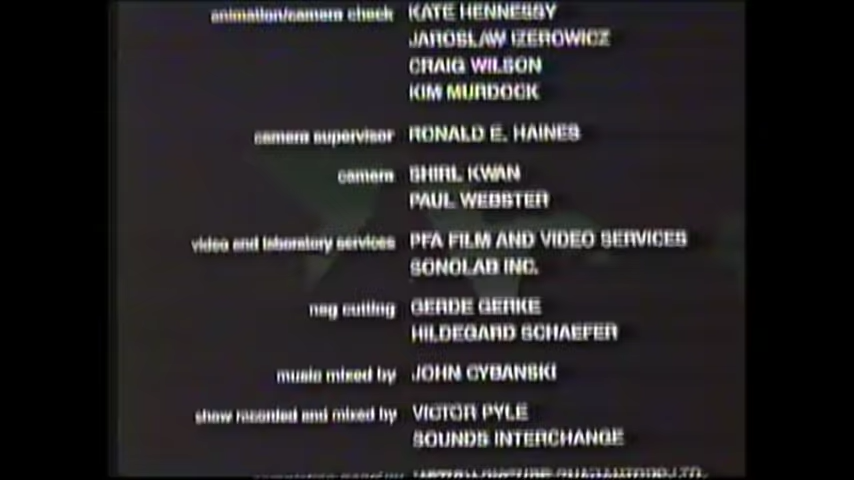 animation/camera check KATE HENNESSY
JAROSLAW IZEROWICZ
CRAIG WILSON
KIM MURDOCK
camera supervisor RONALD E. HAINES
camera SHIRL KWAN
PAUL WEBSTER
video and laboratory services PFA FILM AND VIDEO SERVICES
SONOLAB INC.
neg cutting GERDE GERKE
HILDEGARD SCHAEFER
music mixed by JOHN CYBANSKI
show recorded and mixed by VICTOR PYLE
SOUNDS INTERCHANGE